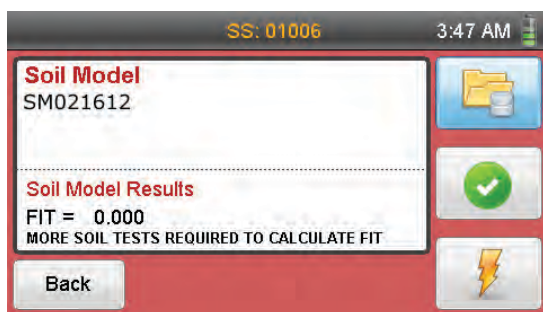 SS: 01006 3:47 AM
Soil Model
SM021612
Soil Model Results
FIT = 0.000
MORE SOIL TESTS REQUIRED TO CALCULATE FIT
Back